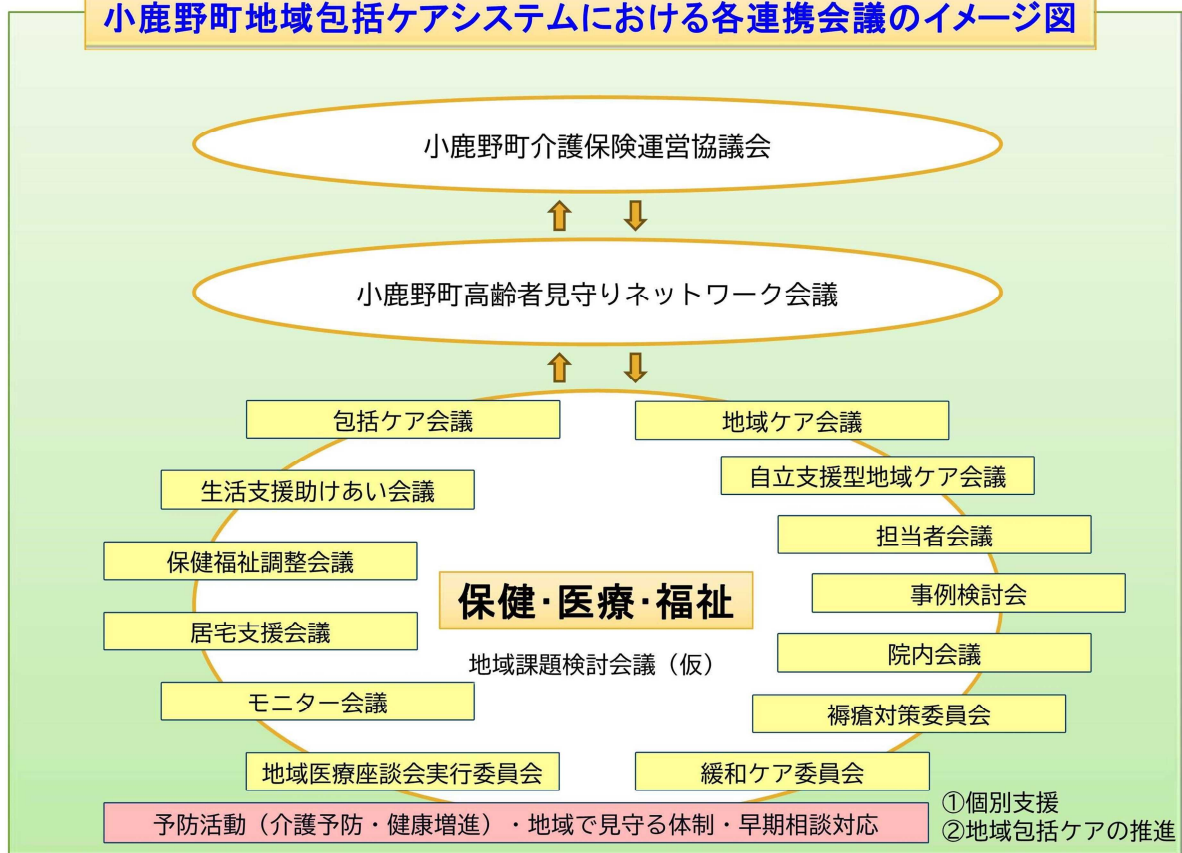 小鹿野町地域包括ケアシステムにおける各連携会議のイメージ図
小鹿野町介護保険運営協議会
小鹿野町高齢者見守りネットワーク会議
包括ケア会議
地域ケア会議
生活支援助けあい会議
自立支援型地域ケア会議
保健福祉調整会議
担当者会議
居宅支援会議
事例検討会
モニター会議
院内会議
地域医療座談会実行委員会
褥瘡対策委員会
緩和ケア委員会
保健・医療・福祉
地域課題検討会議（仮）
予防活動（介護予防・健康増進）・地域で見守る体制・早期相談対応
①個別支援
②地域包括ケアの推進